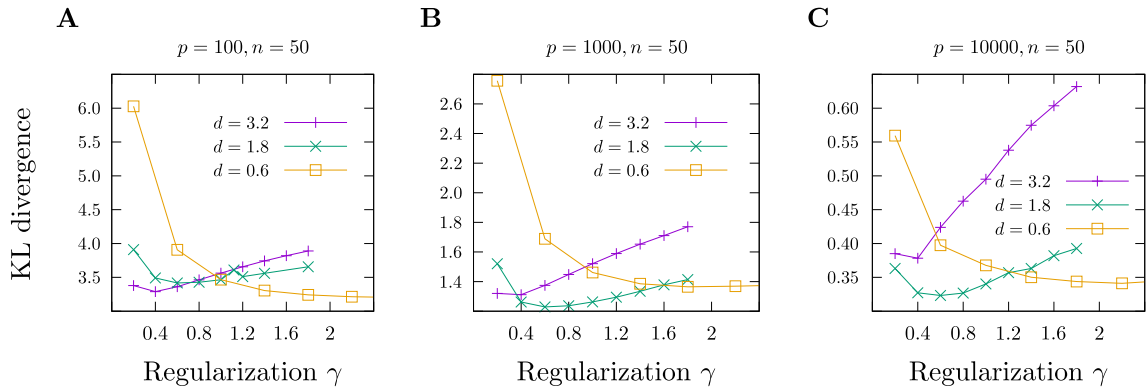 A
B
C
p = 100, n = 50
p = 1000, n = 50
p = 10000, n = 50
KL divergence
6.0
5.5
5.0
4.5
4.0
3.5
d = 3.2
d = 1.8
d = 0.6
0.4 0.8 1.2 1.6 2
Regularization γ
2.6
2.4
2.2
2.0
1.8
1.6
1.4
d = 3.2
d = 1.8
d = 0.6
0.4 0.8 1.2 1.6 2
Regularization γ
0.60
0.55
0.50
0.45
0.40
0.35
d = 3.2
d = 1.8
d = 0.6
0.4 0.8 1.2 1.6 2
Regularization γ